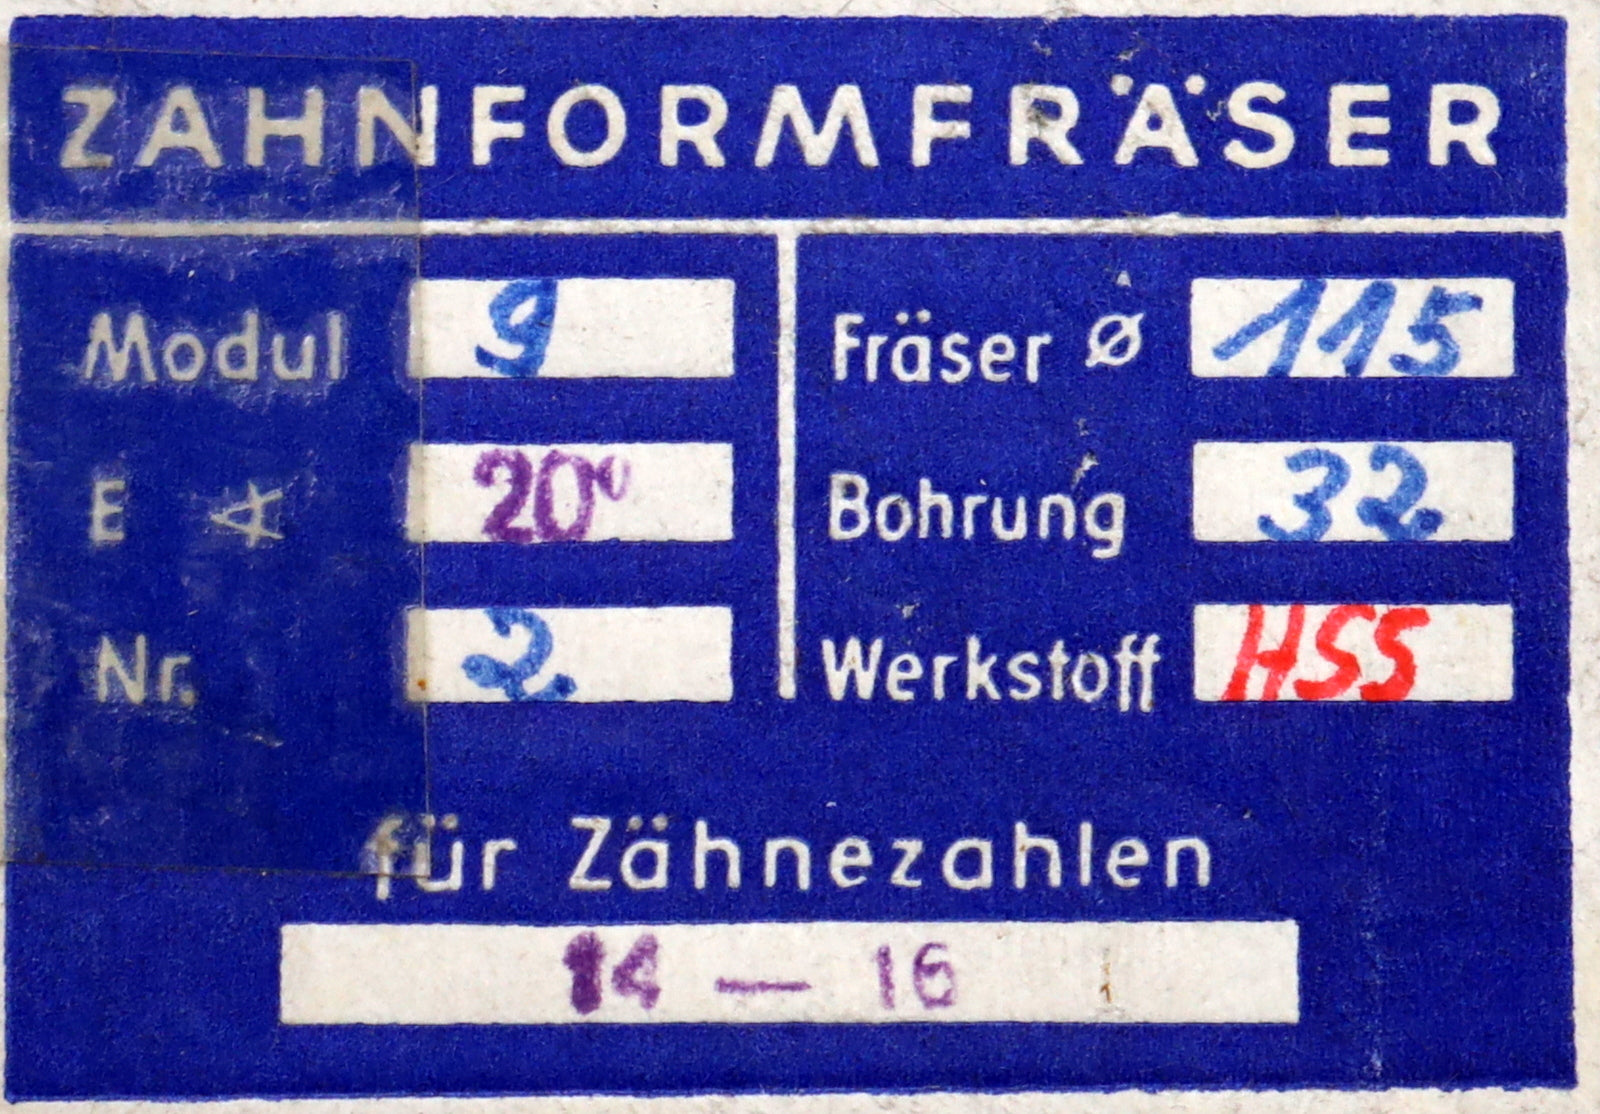 ZAHNFORMFRÄSER
Modul 9
E ∢ 20°
Nr. 2.
Fräser ⌀ 115
Bohrung 32.
Werkstoff HSS
für Zähnezahlen
14 — 16